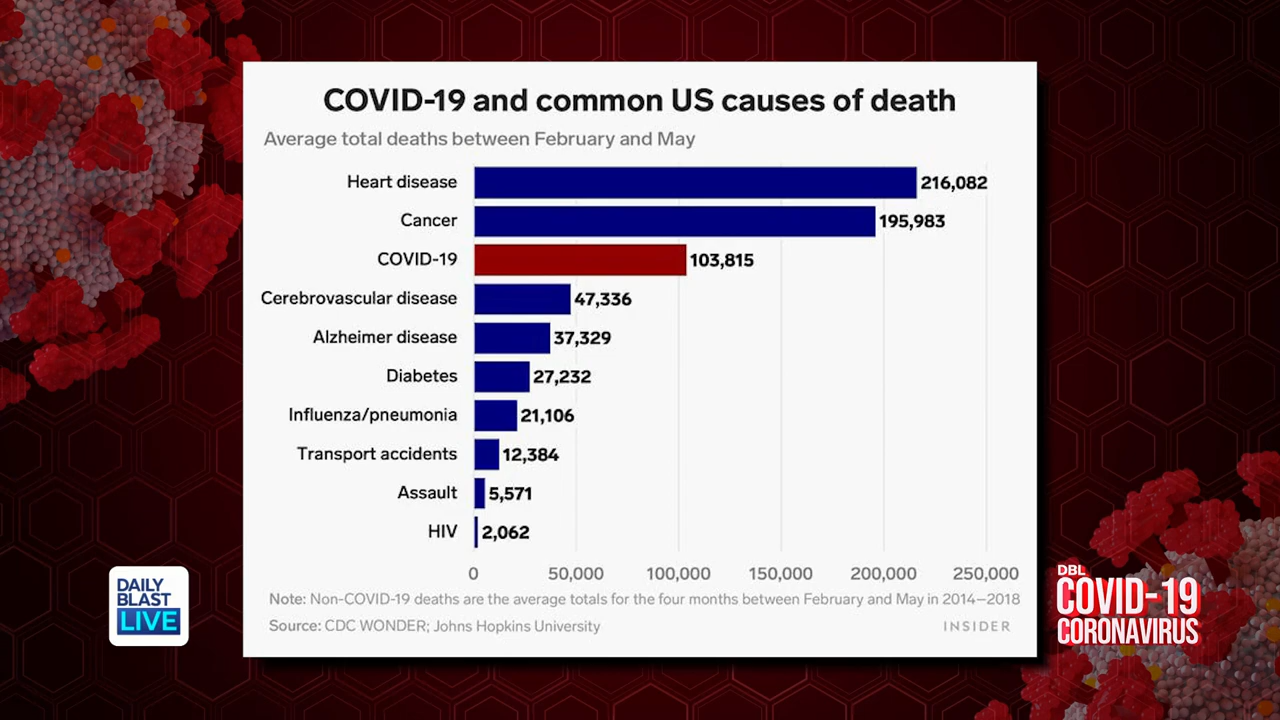 COVID-19 and common US causes of death
Average total deaths between February and May
Heart disease 216,082
Cancer 195,983
COVID-19 103,815
Cerebrovascular disease 47,336
Alzheimer disease 37,329
Diabetes 27,232
Influenza/pneumonia 21,106
Transport accidents 12,384
Assault 5,571
HIV 2,062
0 50,000 100,000 150,000 200,000 250,000
Note: Non-COVID-19 deaths are the average totals for the four months between February and May in 2014–2018
Source: CDC WONDER; Johns Hopkins University
INSIDER
DAILY
BLAST
LIVE
DBL
COVID-19
CORONAVIRUS